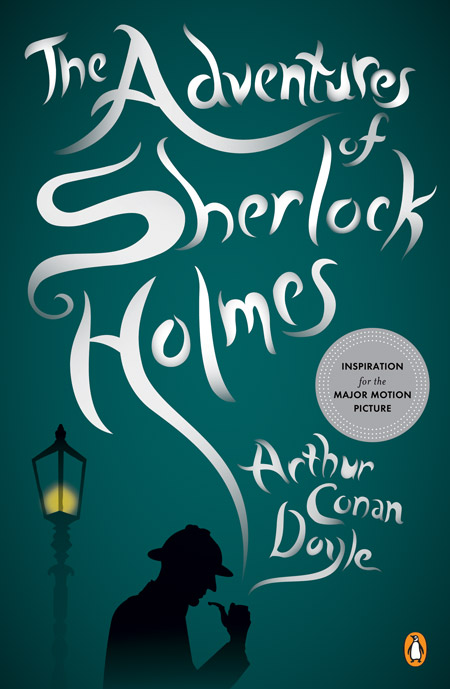 The Adventures
of
Sherlock
Holmes
INSPIRATION
for the
MAJOR MOTION
PICTURE
Arthur
Conan
Doyle